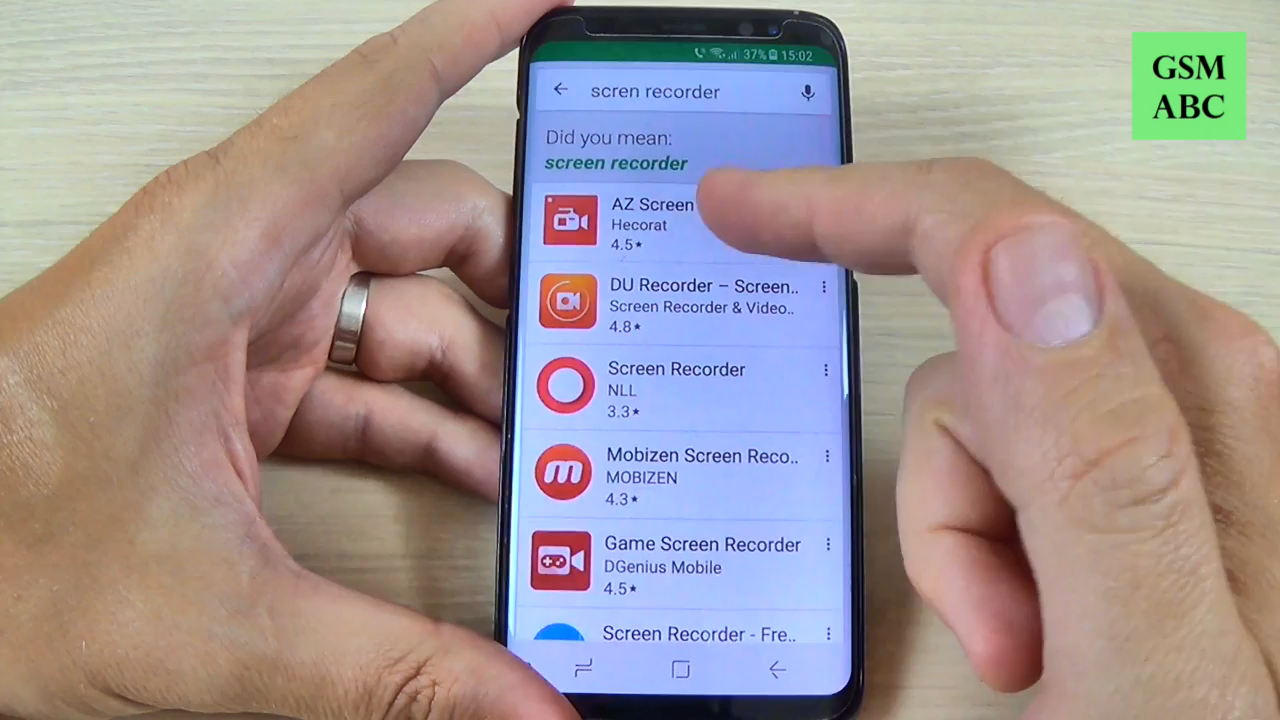 GSM
ABC
37% 15:02
scren recorder
Did you mean:
screen recorder
AZ Screen
Hecorat
4.5★
DU Recorder – Screen..
Screen Recorder & Video..
4.8★
Screen Recorder
NLL
3.3★
Mobizen Screen Reco..
MOBIZEN
4.3★
Game Screen Recorder
DGenius Mobile
4.5★
Screen Recorder - Fre..